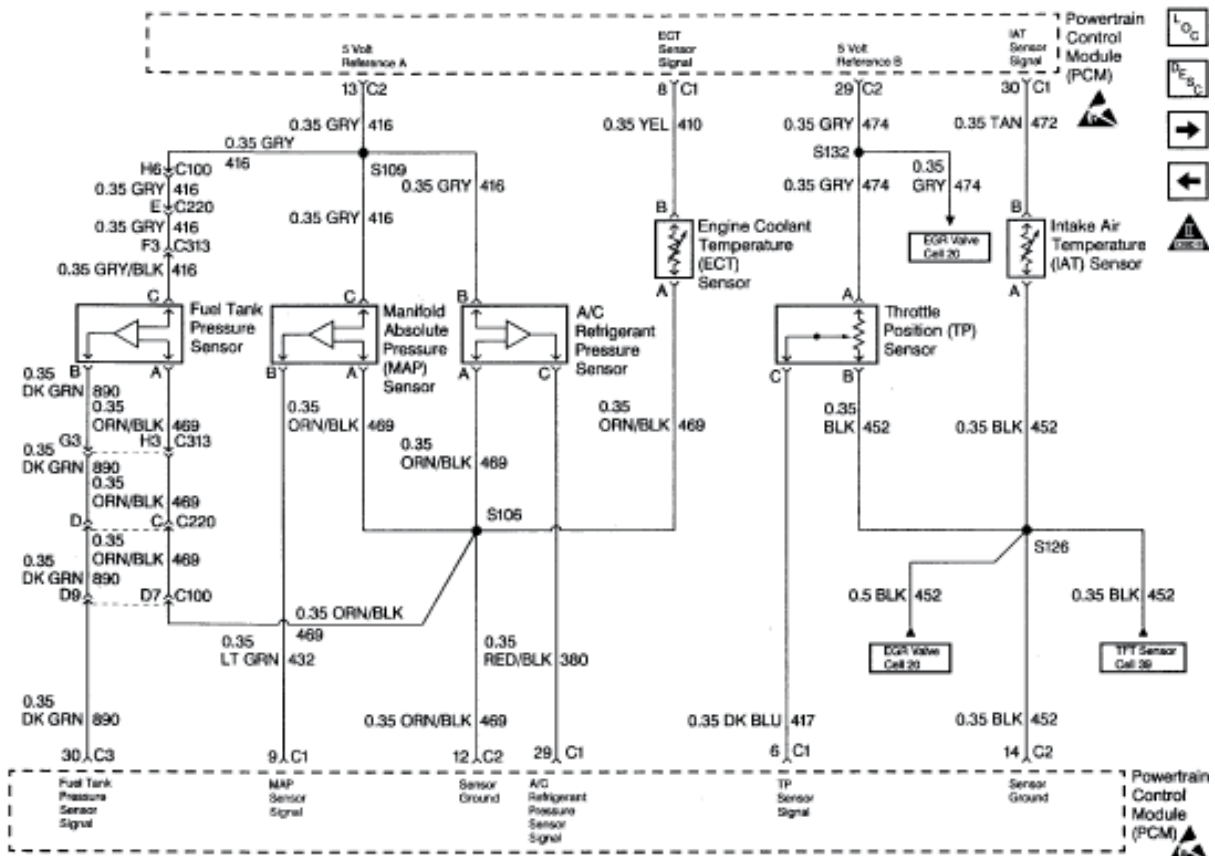 Powertrain
Control
Module
(PCM)
LOC
DESC
5 Volt
Reference A
ECT
Sensor
Signal
5 Volt
Reference B
IAT
Sensor
Signal
13 C2
8 C1
29 C2
30 C1
0.35 GRY 416
0.35 YEL 410
0.35 GRY 474
0.35 TAN 472
0.35 GRY
416
S109
S132
0.35
GRY 474
H6 C100
0.35 GRY 416
E C220
0.35 GRY 416
F3 C313
0.35 GRY/BLK 416
0.35 GRY 416
0.35 GRY 416
0.35 GRY 474
EGR Valve
Cell 20
B
Engine Coolant
Temperature
(ECT)
Sensor
A
B
Intake Air
Temperature
(IAT) Sensor
A
C
Fuel Tank
Pressure
Sensor
B A
C
Manifold
Absolute
Pressure
(MAP)
Sensor
B A
B
A/C
Refrigerant
Pressure
Sensor
A C
A
Throttle
Position (TP)
Sensor
C B
0.35
DK GRN 890
0.35
ORN/BLK 469
G3 H3 C313
0.35
DK GRN 890
0.35
ORN/BLK 469
D C C220
0.35
ORN/BLK 469
0.35
DK GRN 890
D9 D7 C100
0.35
ORN/BLK 469
0.35
ORN/BLK 469
0.35
ORN/BLK 469
0.35
BLK 452
0.35 BLK 452
S106
S126
0.35 ORN/BLK
469
0.35
LT GRN 432
0.35
RED/BLK 380
0.5 BLK 452
0.35 BLK 452
EGR Valve
Cell 20
TFT Sensor
Cell 39
0.35
DK GRN 890
0.35 ORN/BLK 469
0.35 DK BLU 417
0.35 BLK 452
30 C3
9 C1
12 C2
29 C1
6 C1
14 C2
Fuel Tank
Pressure
Sensor
Signal
MAP
Sensor
Signal
Sensor
Ground
A/C
Refrigerant
Pressure
Sensor
Signal
TP
Sensor
Signal
Sensor
Ground
Powertrain
Control
Module
(PCM)